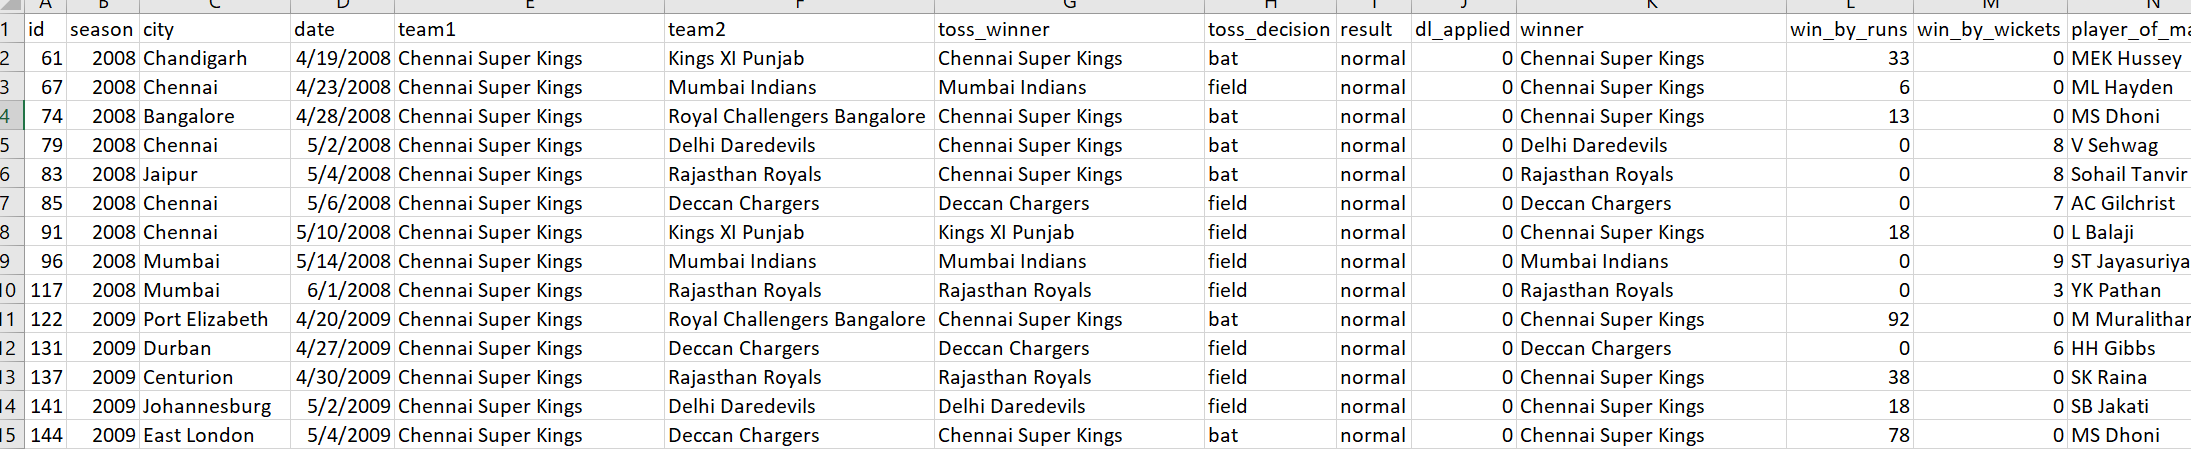 A B C D E F G H I J K L M N
1 id season city date team1 team2 toss_winner toss_decision result dl_applied winner win_by_runs win_by_wickets player_of_ma
2 61 2008 Chandigarh 4/19/2008 Chennai Super Kings Kings XI Punjab Chennai Super Kings bat normal 0 Chennai Super Kings 33 0 MEK Hussey
3 67 2008 Chennai 4/23/2008 Chennai Super Kings Mumbai Indians Mumbai Indians field normal 0 Chennai Super Kings 6 0 ML Hayden
4 74 2008 Bangalore 4/28/2008 Chennai Super Kings Royal Challengers Bangalore Chennai Super Kings bat normal 0 Chennai Super Kings 13 0 MS Dhoni
5 79 2008 Chennai 5/2/2008 Chennai Super Kings Delhi Daredevils Chennai Super Kings bat normal 0 Delhi Daredevils 0 8 V Sehwag
6 83 2008 Jaipur 5/4/2008 Chennai Super Kings Rajasthan Royals Chennai Super Kings bat normal 0 Rajasthan Royals 0 8 Sohail Tanvir
7 85 2008 Chennai 5/6/2008 Chennai Super Kings Deccan Chargers Deccan Chargers field normal 0 Deccan Chargers 0 7 AC Gilchrist
8 91 2008 Chennai 5/10/2008 Chennai Super Kings Kings XI Punjab Kings XI Punjab field normal 0 Chennai Super Kings 18 0 L Balaji
9 96 2008 Mumbai 5/14/2008 Chennai Super Kings Mumbai Indians Mumbai Indians field normal 0 Mumbai Indians 0 9 ST Jayasuriya
10 117 2008 Mumbai 6/1/2008 Chennai Super Kings Rajasthan Royals Rajasthan Royals field normal 0 Rajasthan Royals 0 3 YK Pathan
11 122 2009 Port Elizabeth 4/20/2009 Chennai Super Kings Royal Challengers Bangalore Chennai Super Kings bat normal 0 Chennai Super Kings 92 0 M Muralithar
12 131 2009 Durban 4/27/2009 Chennai Super Kings Deccan Chargers Deccan Chargers field normal 0 Deccan Chargers 0 6 HH Gibbs
13 137 2009 Centurion 4/30/2009 Chennai Super Kings Rajasthan Royals Rajasthan Royals field normal 0 Chennai Super Kings 38 0 SK Raina
14 141 2009 Johannesburg 5/2/2009 Chennai Super Kings Delhi Daredevils Delhi Daredevils field normal 0 Chennai Super Kings 18 0 SB Jakati
15 144 2009 East London 5/4/2009 Chennai Super Kings Deccan Chargers Chennai Super Kings bat normal 0 Chennai Super Kings 78 0 MS Dhoni